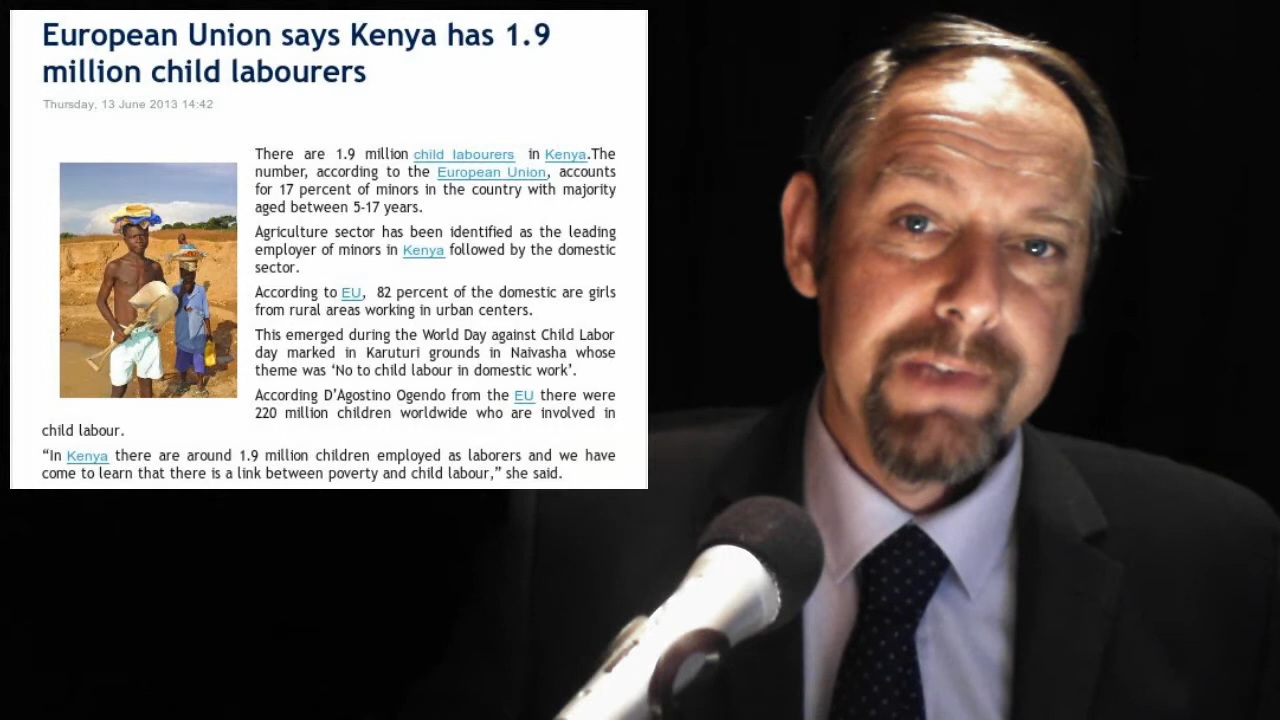 European Union says Kenya has 1.9
million child labourers
Thursday, 13 June 2013 14:42
There are 1.9 million child labourers in Kenya.The
number, according to the European Union, accounts
for 17 percent of minors in the country with majority
aged between 5-17 years.
Agriculture sector has been identified as the leading
employer of minors in Kenya followed by the domestic
sector.
According to EU, 82 percent of the domestic are girls
from rural areas working in urban centers.
This emerged during the World Day against Child Labor
day marked in Karuturi grounds in Naivasha whose
theme was ‘No to child labour in domestic work’.
According D’Agostino Ogendo from the EU there were
220 million children worldwide who are involved in
child labour.
“In Kenya there are around 1.9 million children employed as laborers and we have
come to learn that there is a link between poverty and child labour,” she said.